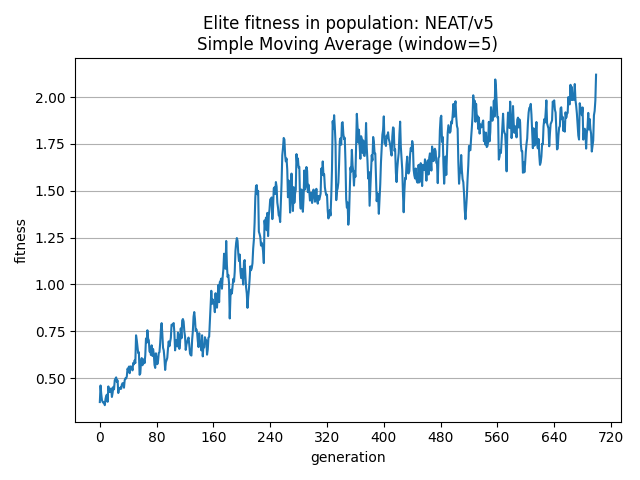 Elite fitness in population: NEAT/v5
Simple Moving Average (window=5)
2.00
1.75
1.50
1.25
1.00
0.75
0.50
fitness
0 80 160 240 320 400 480 560 640 720
generation